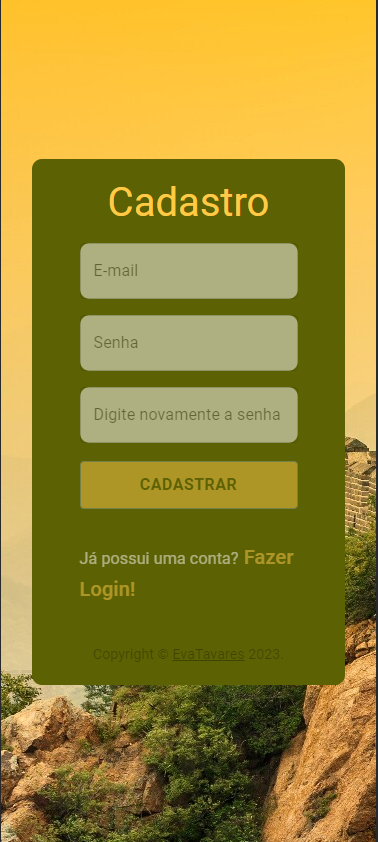 Cadastro
E-mail
Senha
Digite novamente a senha
CADASTRAR
Já possui uma conta? Fazer
Login!
Copyright © EvaTavares 2023.